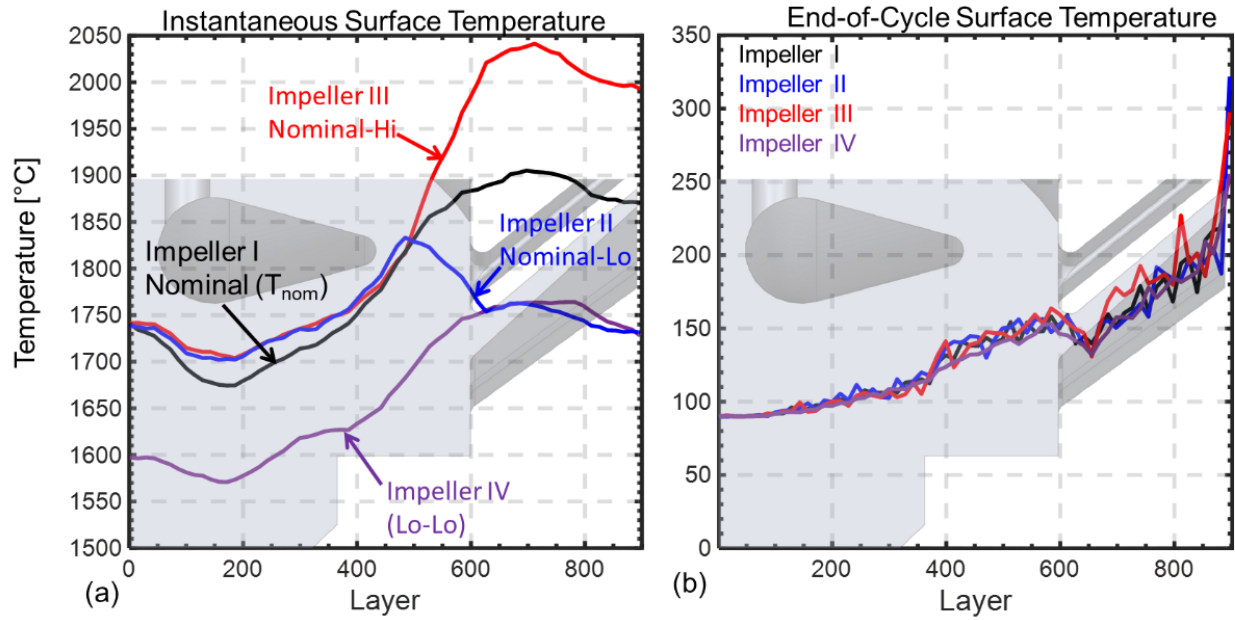 Instantaneous Surface Temperature
2050
2000
1950
1900
1850
1800
1750
1700
1650
1600
1550
1500
Temperature [°C]
Impeller III
Nominal-Hi
Impeller I
Nominal (Tnom)
Impeller II
Nominal-Lo
Impeller IV
(Lo-Lo)
0 200 400 600 800
(a)
Layer
End-of-Cycle Surface Temperature
350
300
250
200
150
100
50
0
Impeller I
Impeller II
Impeller III
Impeller IV
200 400 600 800
(b)
Layer